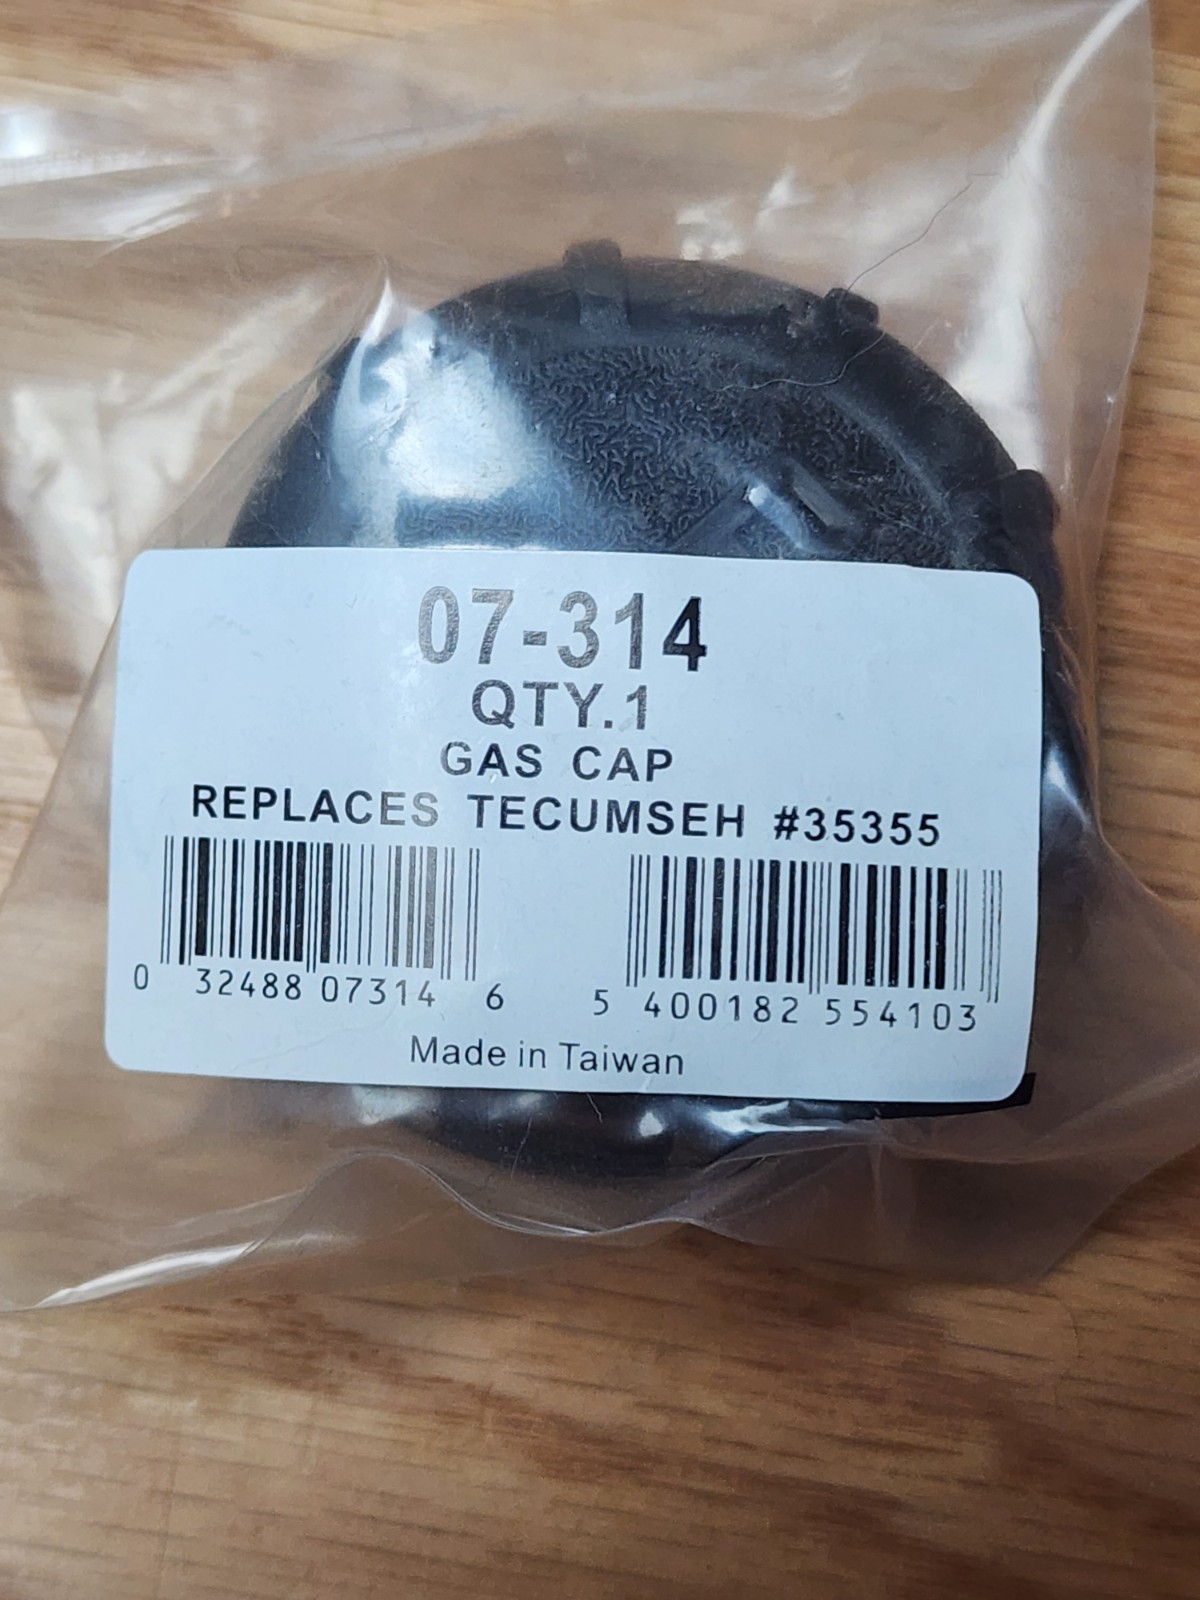 07-314
QTY.1
GAS CAP
REPLACES TECUMSEH #35355
0 32488 07314 6
5 400182 554103
Made in Taiwan